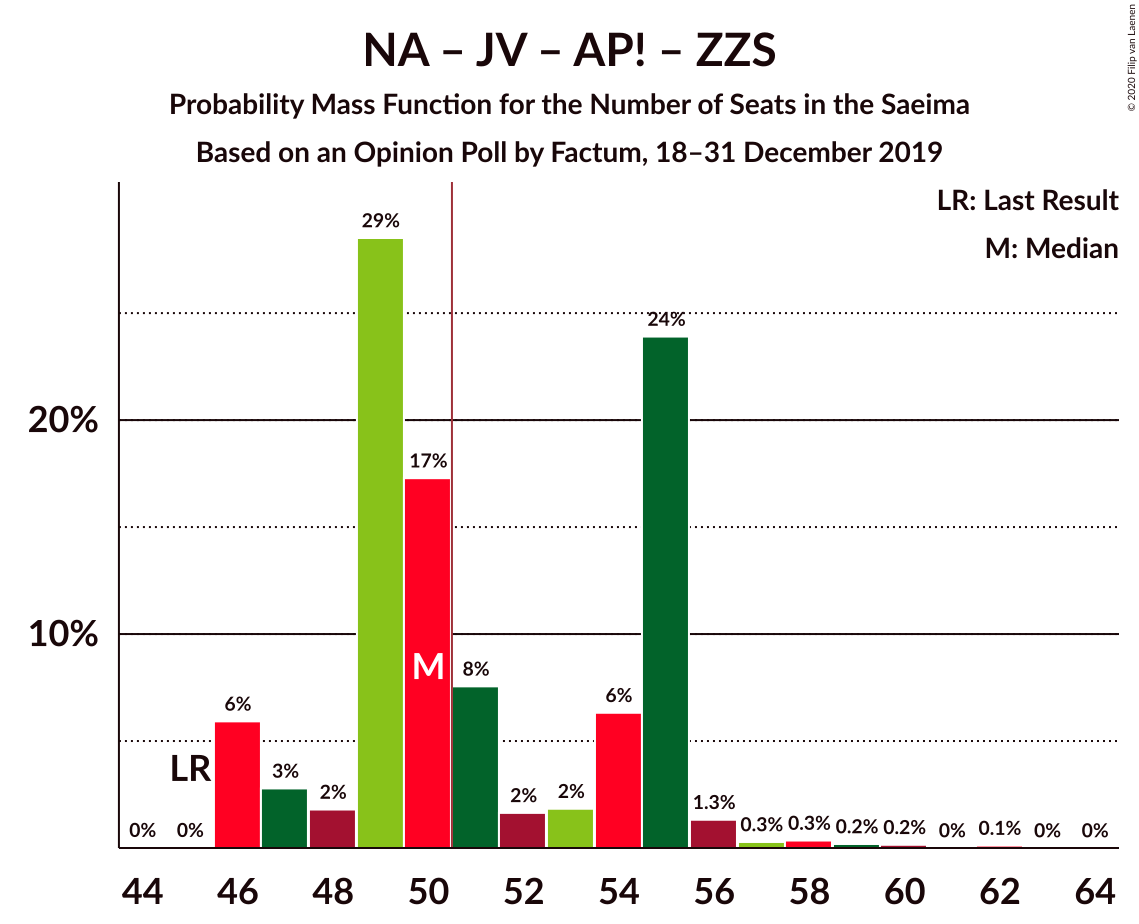 NA – JV – AP! – ZZS
Probability Mass Function for the Number of Seats in the Saeima
Based on an Opinion Poll by Factum, 18–31 December 2019
© 2020 Filip van Laenen
LR: Last Result
M: Median
20%
10%
0%
0%
LR
6%
3%
2%
29%
17%
M
8%
2%
2%
6%
24%
1.3%
0.3%
0.3%
0.2%
0.2%
0%
0.1%
0%
0%
44 46 48 50 52 54 56 58 60 62 64